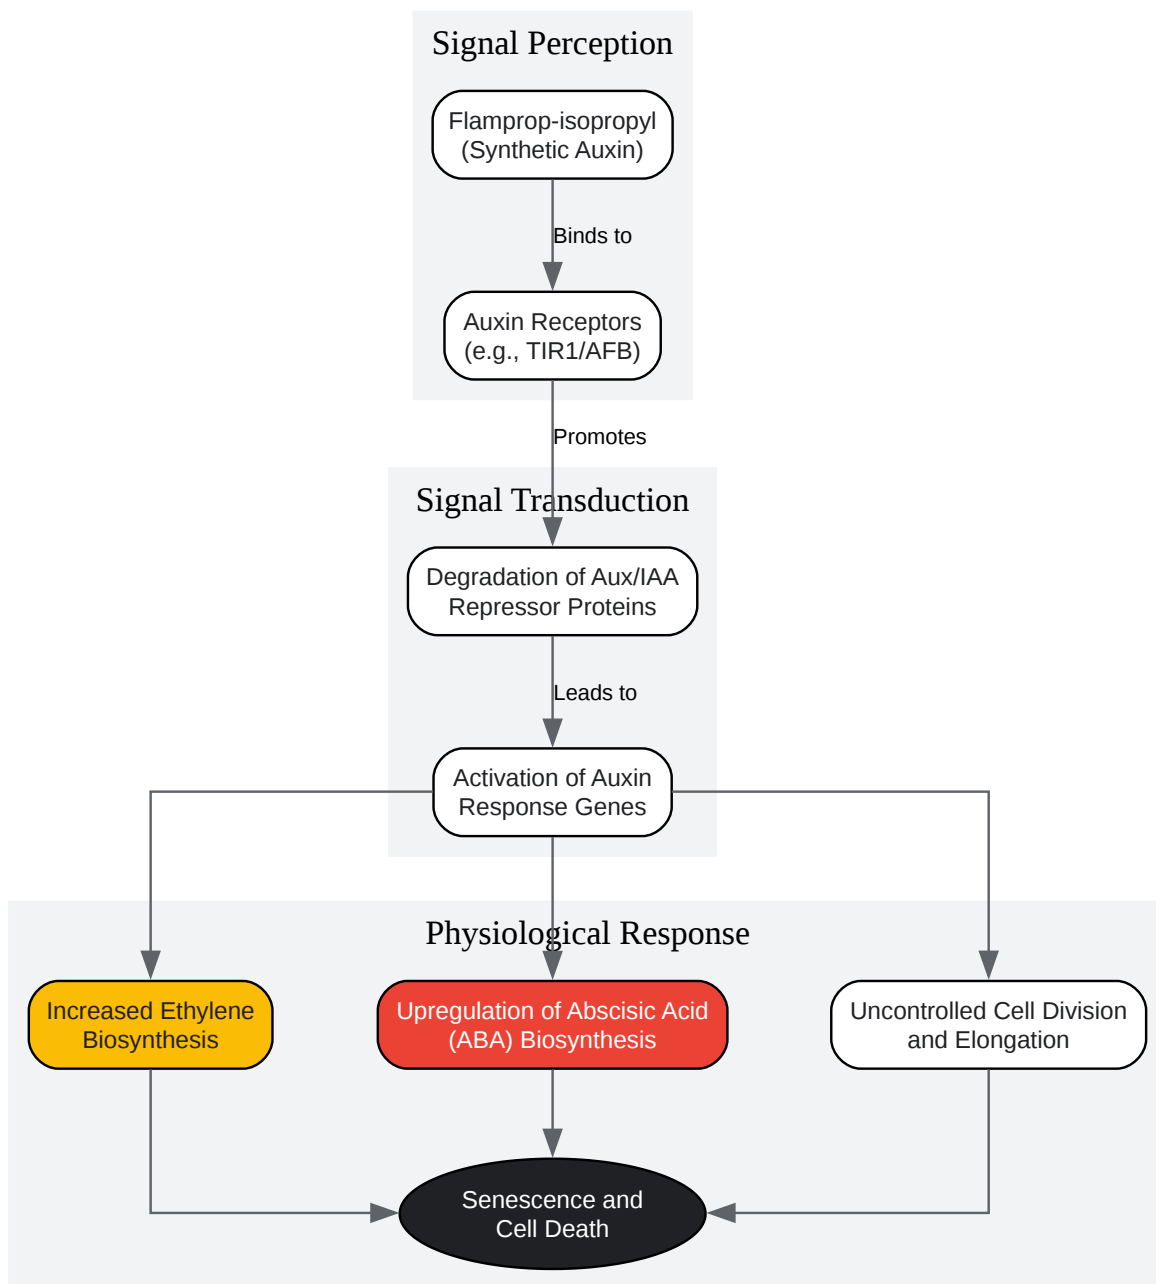 Signal Perception
Flamprop-isopropyl
(Synthetic Auxin)
Binds to
Auxin Receptors
(e.g., TIR1/AFB)
Promotes
Signal Transduction
Degradation of Aux/IAA
Repressor Proteins
Leads to
Activation of Auxin
Response Genes
Physiological Response
Increased Ethylene
Biosynthesis
Upregulation of Abscisic Acid
(ABA) Biosynthesis
Uncontrolled Cell Division
and Elongation
Senescence and
Cell Death